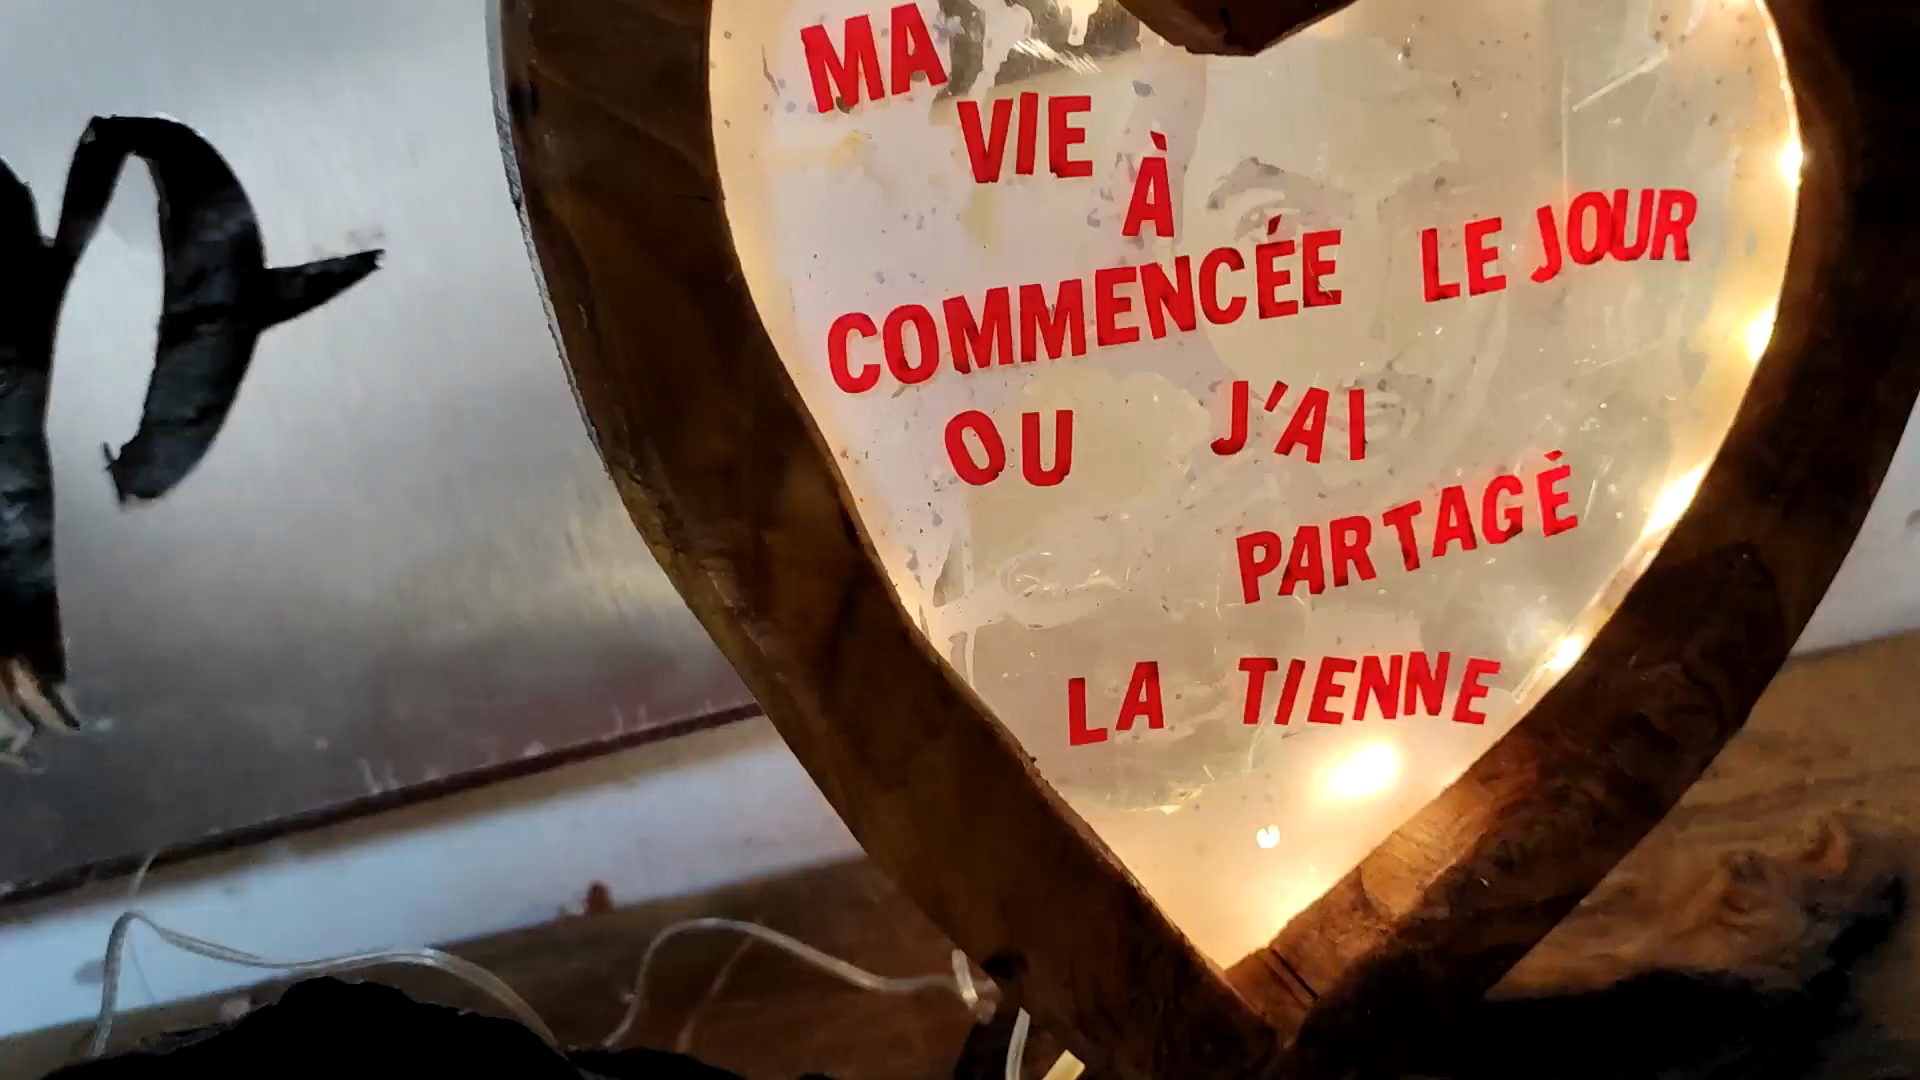 MA
VIE
À
COMMENCÉE LE JOUR
OU J'AI
PARTAGÉ
LA TIENNE